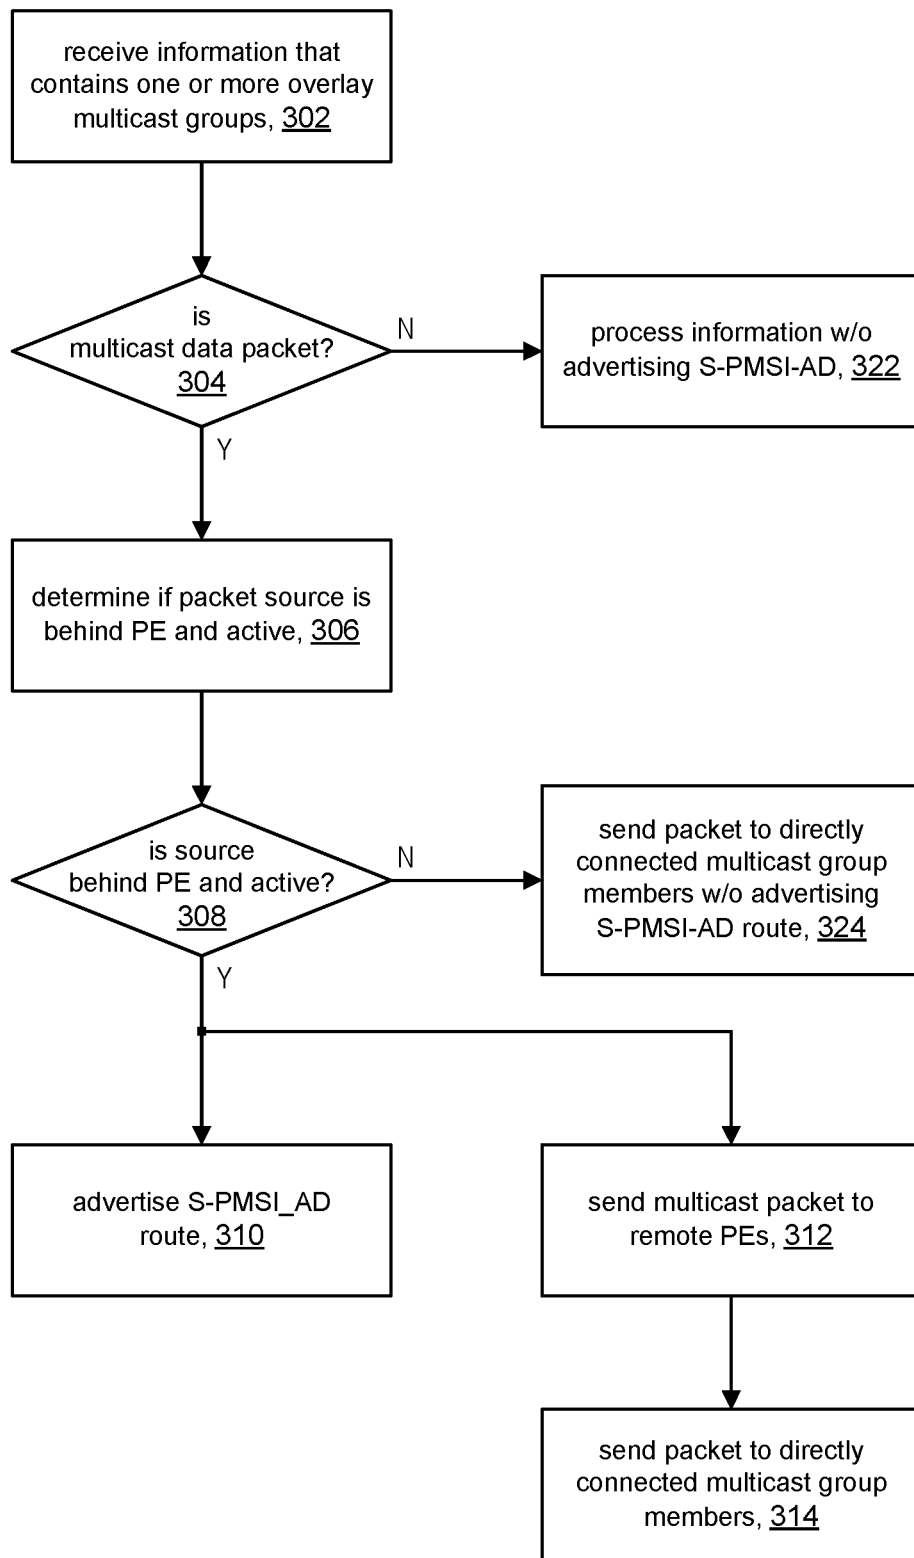 receive information that
contains one or more overlay
multicast groups, 302
is
multicast data packet?
304
N
process information w/o
advertising S-PMSI-AD, 322
Y
determine if packet source is
behind PE and active, 306
is source
behind PE and active?
308
N
send packet to directly
connected multicast group
members w/o advertising
S-PMSI-AD route, 324
Y
advertise S-PMSI_AD
route, 310
send multicast packet to
remote PEs, 312
send packet to directly
connected multicast group
members, 314